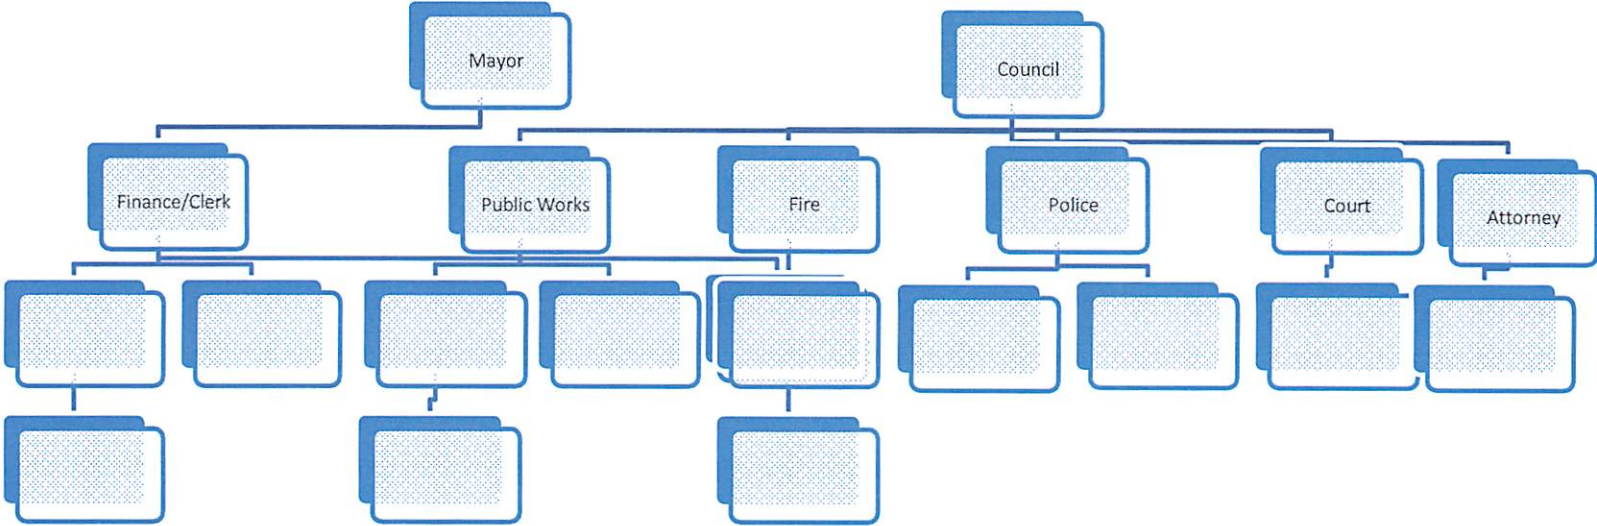 Mayor
Council
Finance/Clerk
Public Works
Fire
Police
Court
Attorney